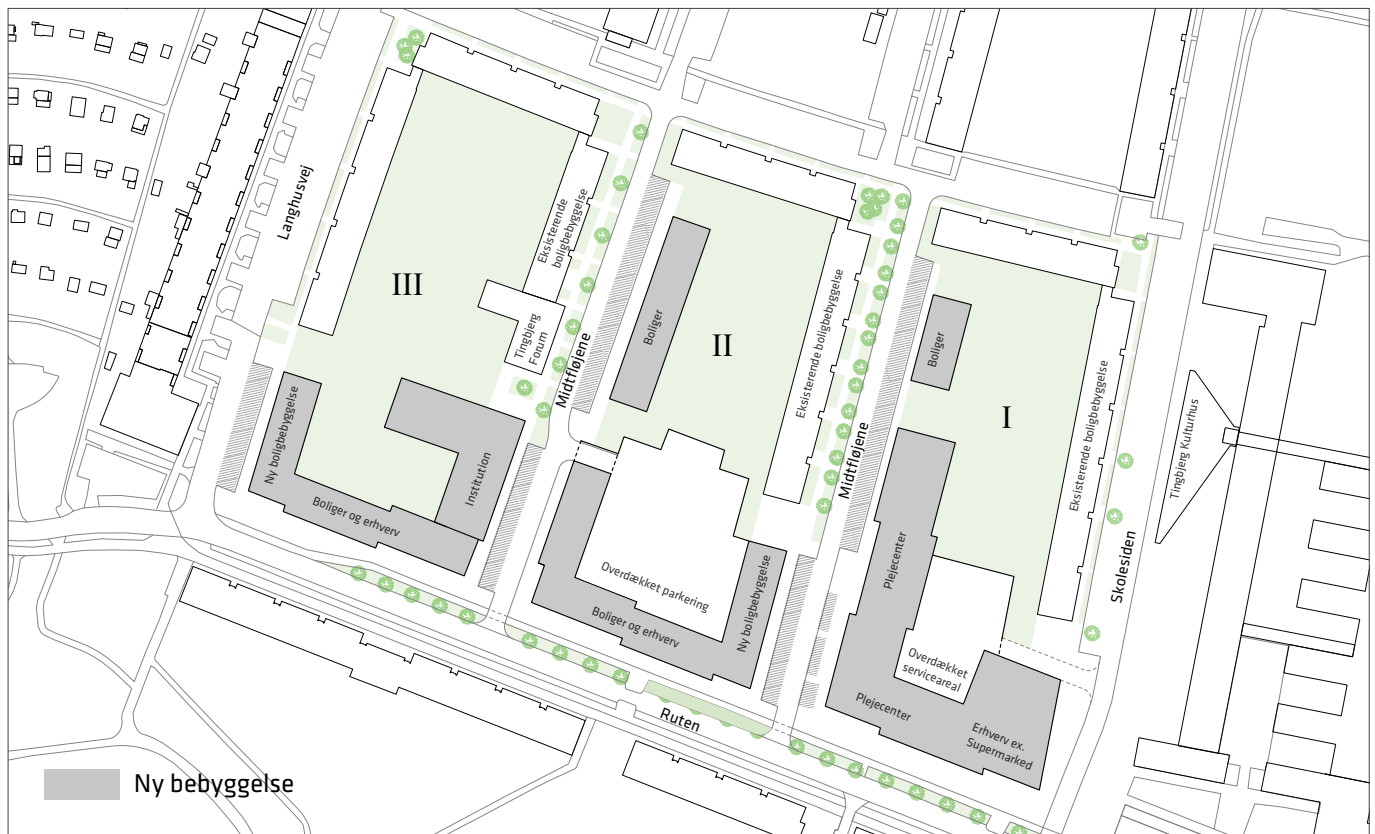 Langhusvej
III
Eksisterende
boligbebyggelse
Tingbjerg
Forum
Midtfløjene
Ny boligbebyggelse
Boliger og erhverv
Institution
Boliger
II
Eksisterende boligbebyggelse
Midtfløjene
Overdækket parkering
Boliger og erhverv
Ny boligbebyggelse
Boliger
I
Eksisterende boligbebyggelse
Plejecenter
Overdækket
serviceareal
Plejecenter
Erhverv ex.
Supermarked
Skolesiden
Tingbjerg Kulturhus
Ruten
Ny bebyggelse